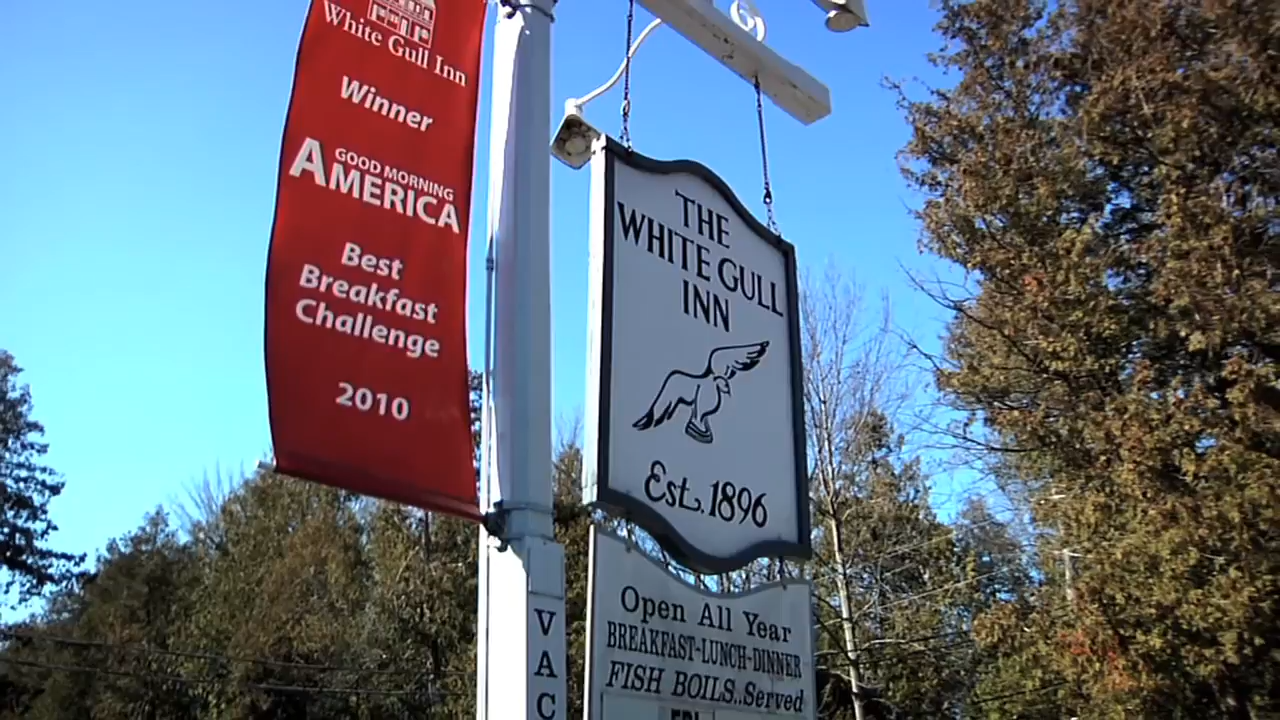 White Gull Inn
Winner
GOOD MORNING
AMERICA
Best
Breakfast
Challenge
2010
THE
WHITE GULL
INN
Est. 1896
Open All Year
BREAKFAST-LUNCH-DINNER
FISH BOILS..Served
VAC